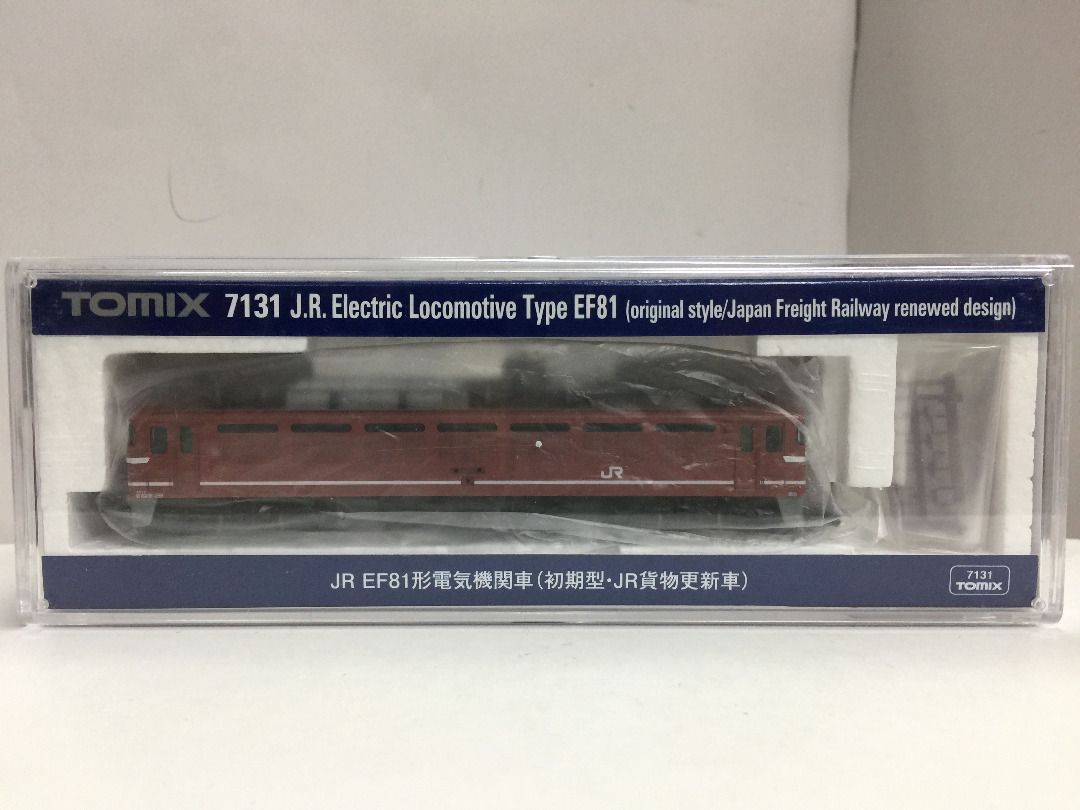 TOMIX 7131 J.R. Electric Locomotive Type EF81 (original style/Japan Freight Railway renewed design)
JR
JR EF81形電気機関車(初期型・JR貨物更新車)
7131
TOMIX